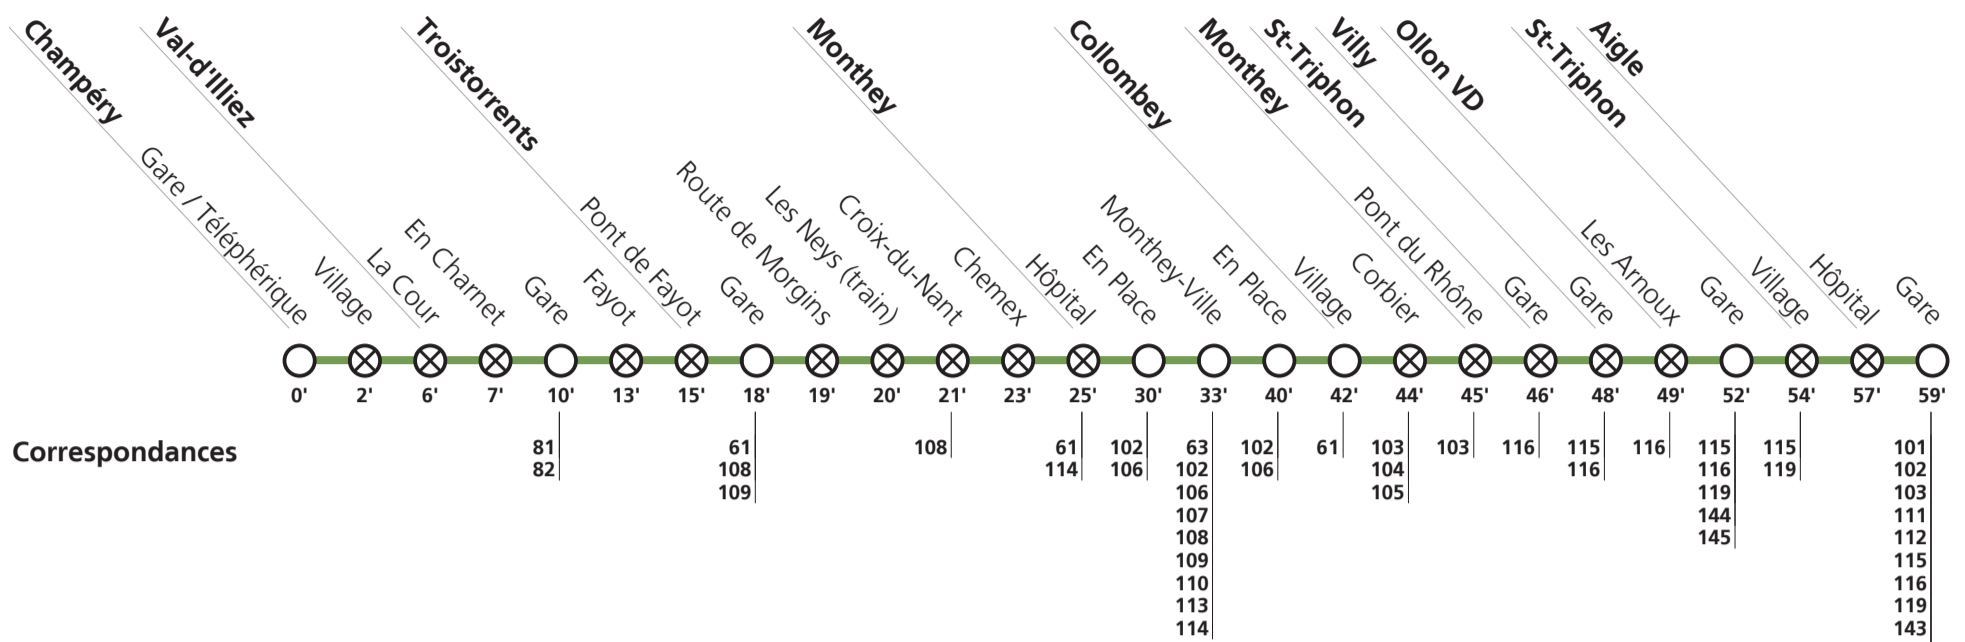 Champéry
Val-d'Illiez
Troistorrents
Monthey
Collombey
Monthey
St-Triphon
Villy
Ollon VD
St-Triphon
Aigle
Gare / Téléphérique
Village
La Cour
En Charnet
Gare
Fayot
Pont de Fayot
Gare
Route de Morgins
Les Neys (train)
Croix-du-Nant
Chemex
Hôpital
En Place
Monthey-Ville
En Place
Village
Corbier
Pont du Rhône
Gare
Gare
Les Arnoux
Gare
Village
Hôpital
Gare
0' 2' 6' 7' 10' 13' 15' 18' 19' 20' 21' 23' 25' 30' 33' 40' 42' 44' 45' 46' 48' 49' 52' 54' 57' 59'
Correspondances
81
82
61
108
109
108
61
114
102
106
63
102
106
107
108
109
110
113
114
102
106
61
103
104
105
103
116
115
116
116
115
116
119
144
145
115
119
101
102
103
111
112
115
116
119
143